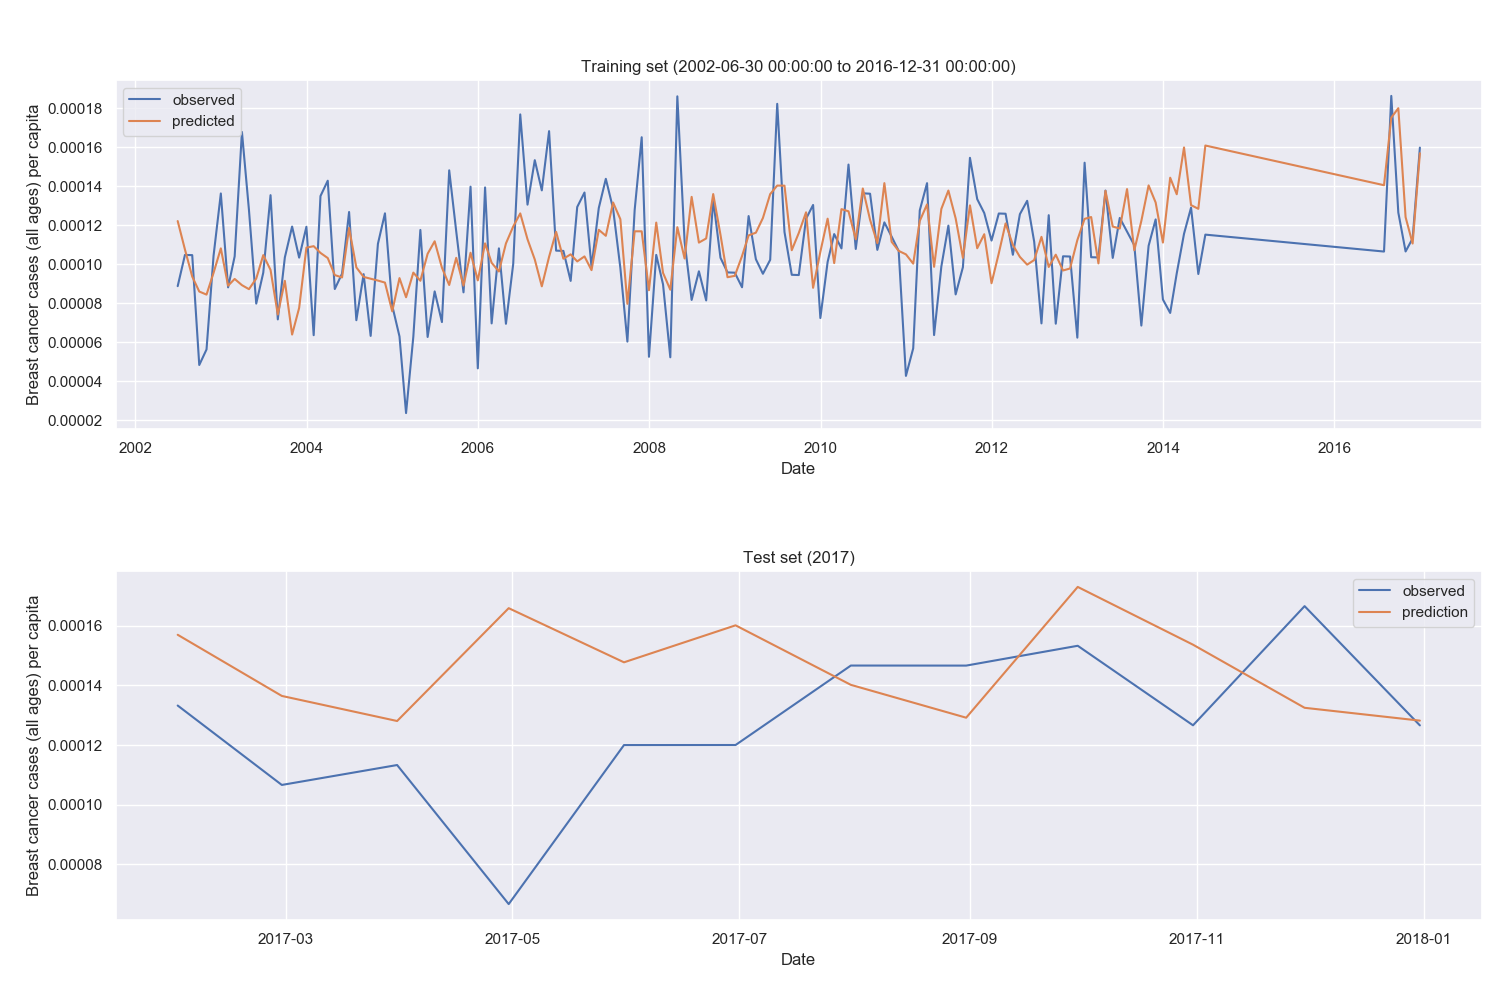 Training set (2002-06-30 00:00:00 to 2016-12-31 00:00:00)
observed
predicted
Breast cancer cases (all ages) per capita
0.00018
0.00016
0.00014
0.00012
0.00010
0.00008
0.00006
0.00004
0.00002
2002 2004 2006 2008 2010 2012 2014 2016
Date
Test set (2017)
observed
prediction
Breast cancer cases (all ages) per capita
0.00016
0.00014
0.00012
0.00010
0.00008
2017-03 2017-05 2017-07 2017-09 2017-11 2018-01
Date